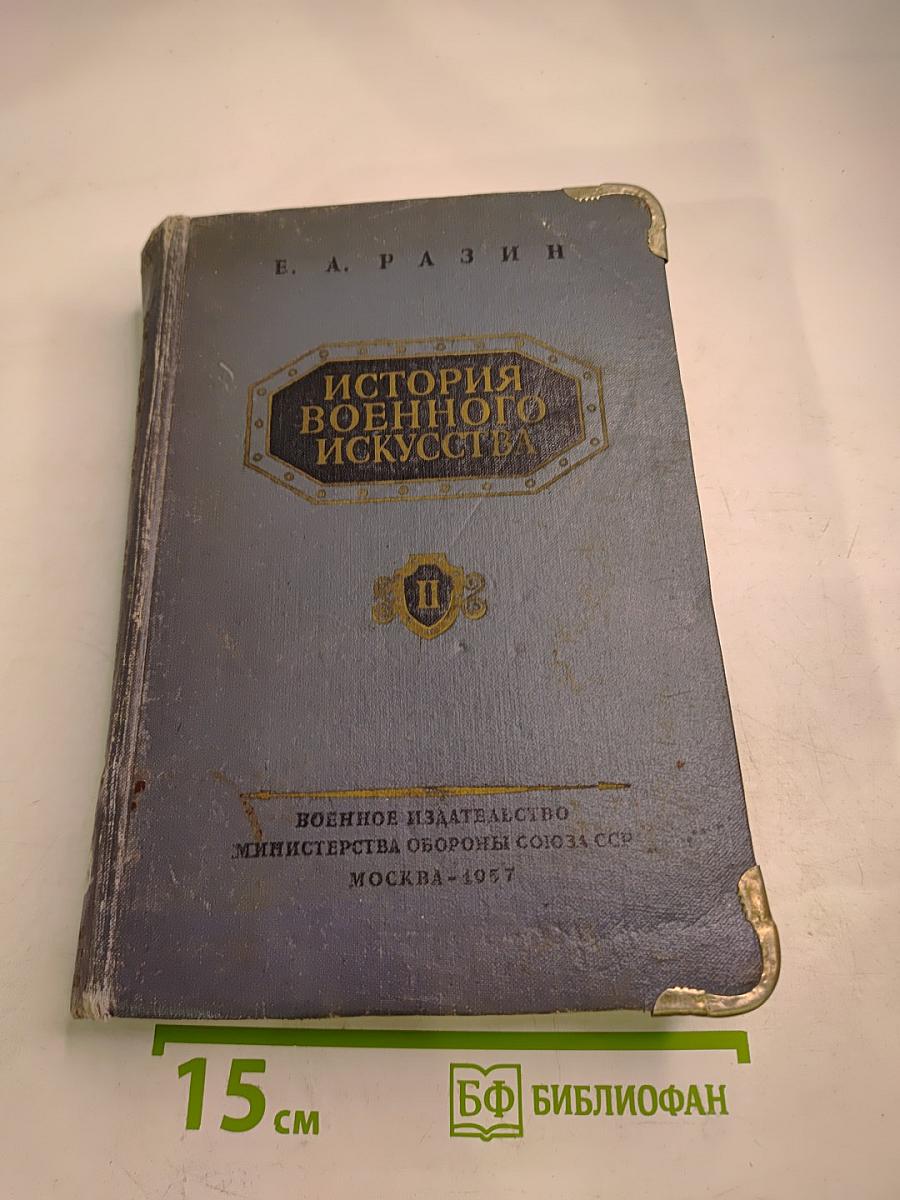 Е. А. РАЗИН
ИСТОРИЯ
ВОЕННОГО
ИСКУССТВА
II
ВОЕННОЕ ИЗДАТЕЛЬСТВО
МИНИСТЕРСТВА ОБОРОНЫ СОЮЗА ССР
МОСКВА - 1957
15 см
БФ БИБЛИОФАН